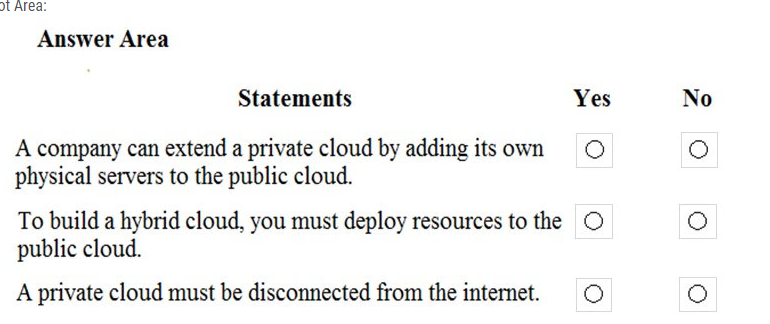 ot Area:
Answer Area
Statements Yes No
A company can extend a private cloud by adding its own
physical servers to the public cloud.
To build a hybrid cloud, you must deploy resources to the
public cloud.
A private cloud must be disconnected from the internet.